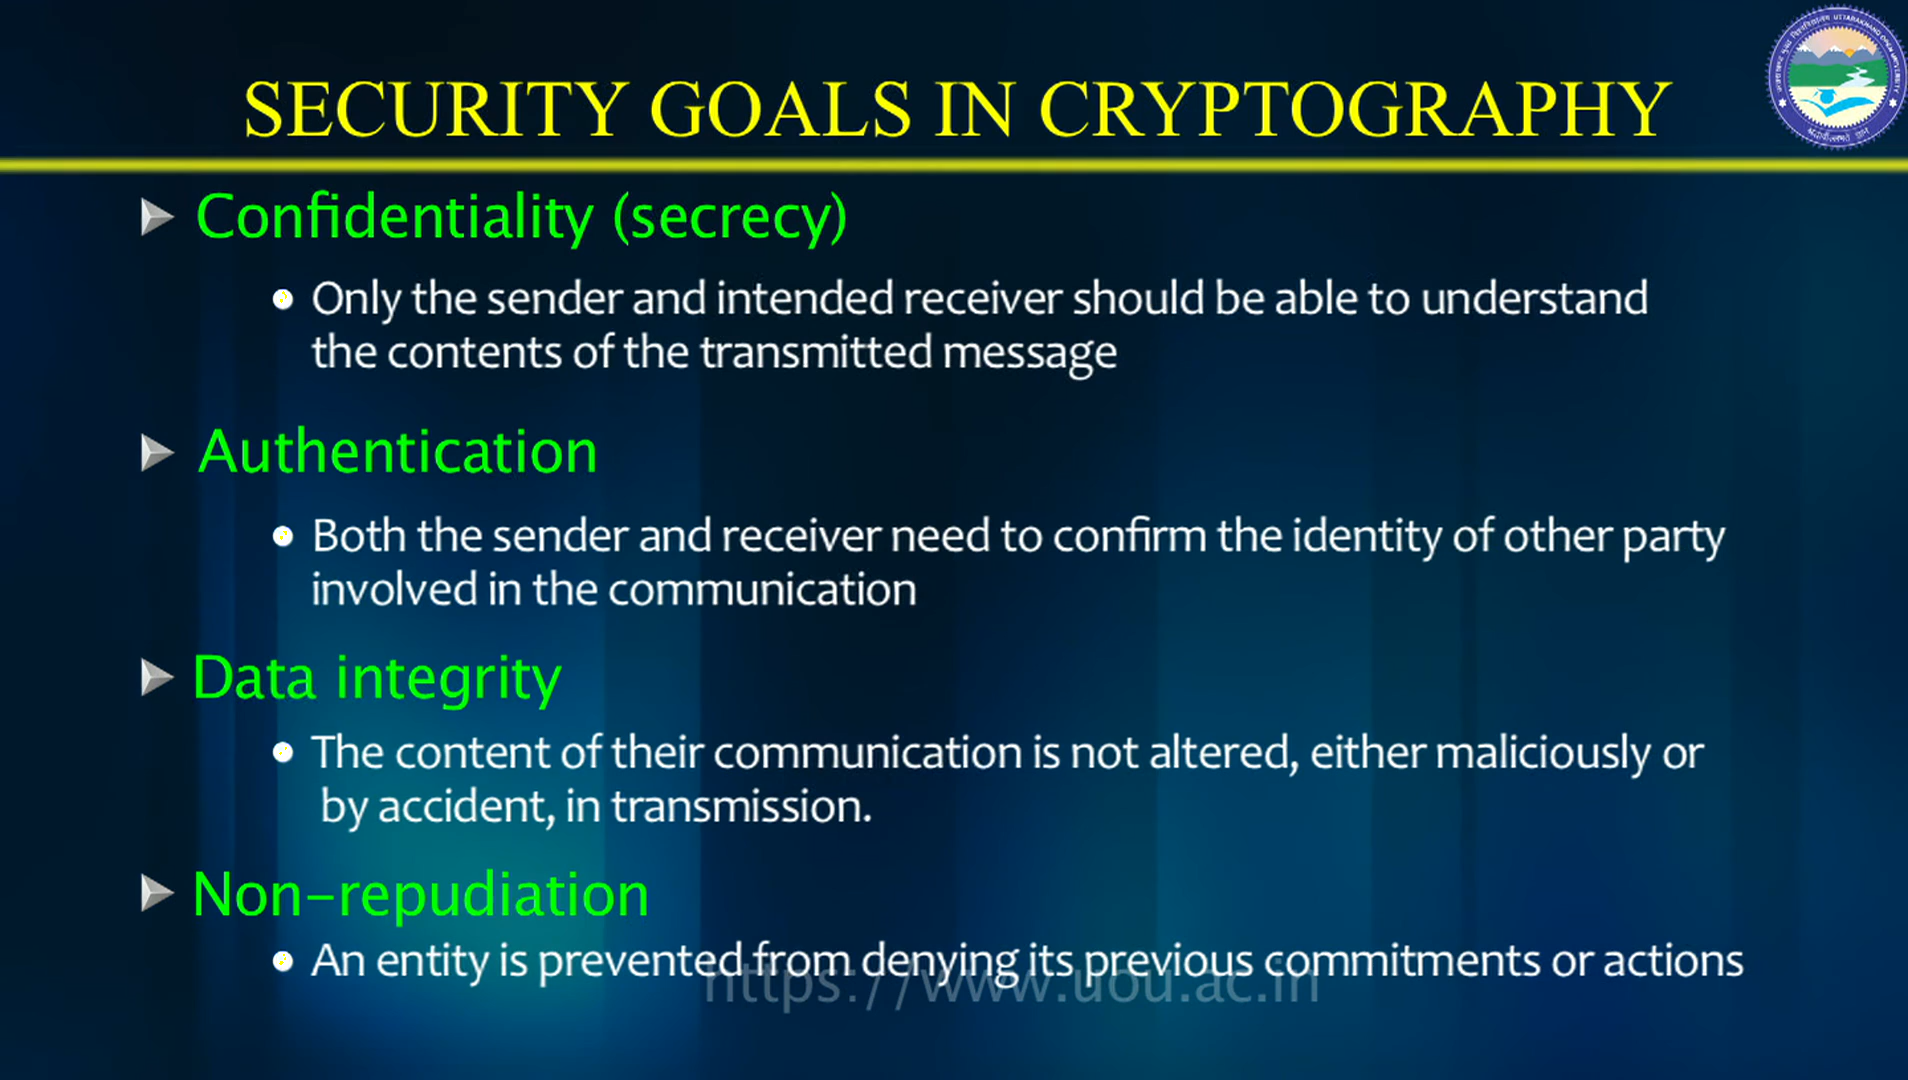 SECURITY GOALS IN CRYPTOGRAPHY
Confidentiality (secrecy)
Only the sender and intended receiver should be able to understand
the contents of the transmitted message
Authentication
Both the sender and receiver need to confirm the identity of other party
involved in the communication
Data integrity
The content of their communication is not altered, either maliciously or
by accident, in transmission.
Non-repudiation
An entity is prevented from denying its previous commitments or actions
https://www.uou.ac.in